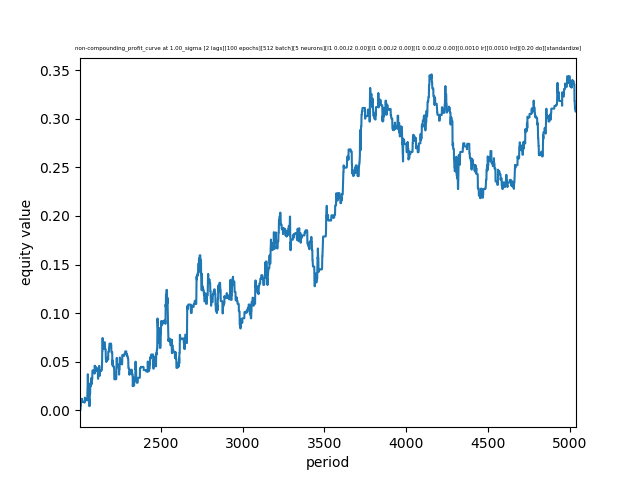 non-compounding_profit_curve at 1.00_sigma [2 lags][100 epochs][512 batch][5 neurons][l1 0.00,l2 0.00][l1 0.00,l2 0.00][l1 0.00,l2 0.00][0.0010 lr][0.0010 lrd][0.20 do][standardize]
0.35
0.30
0.25
0.20
0.15
0.10
0.05
0.00
equity value
2500 3000 3500 4000 4500 5000
period